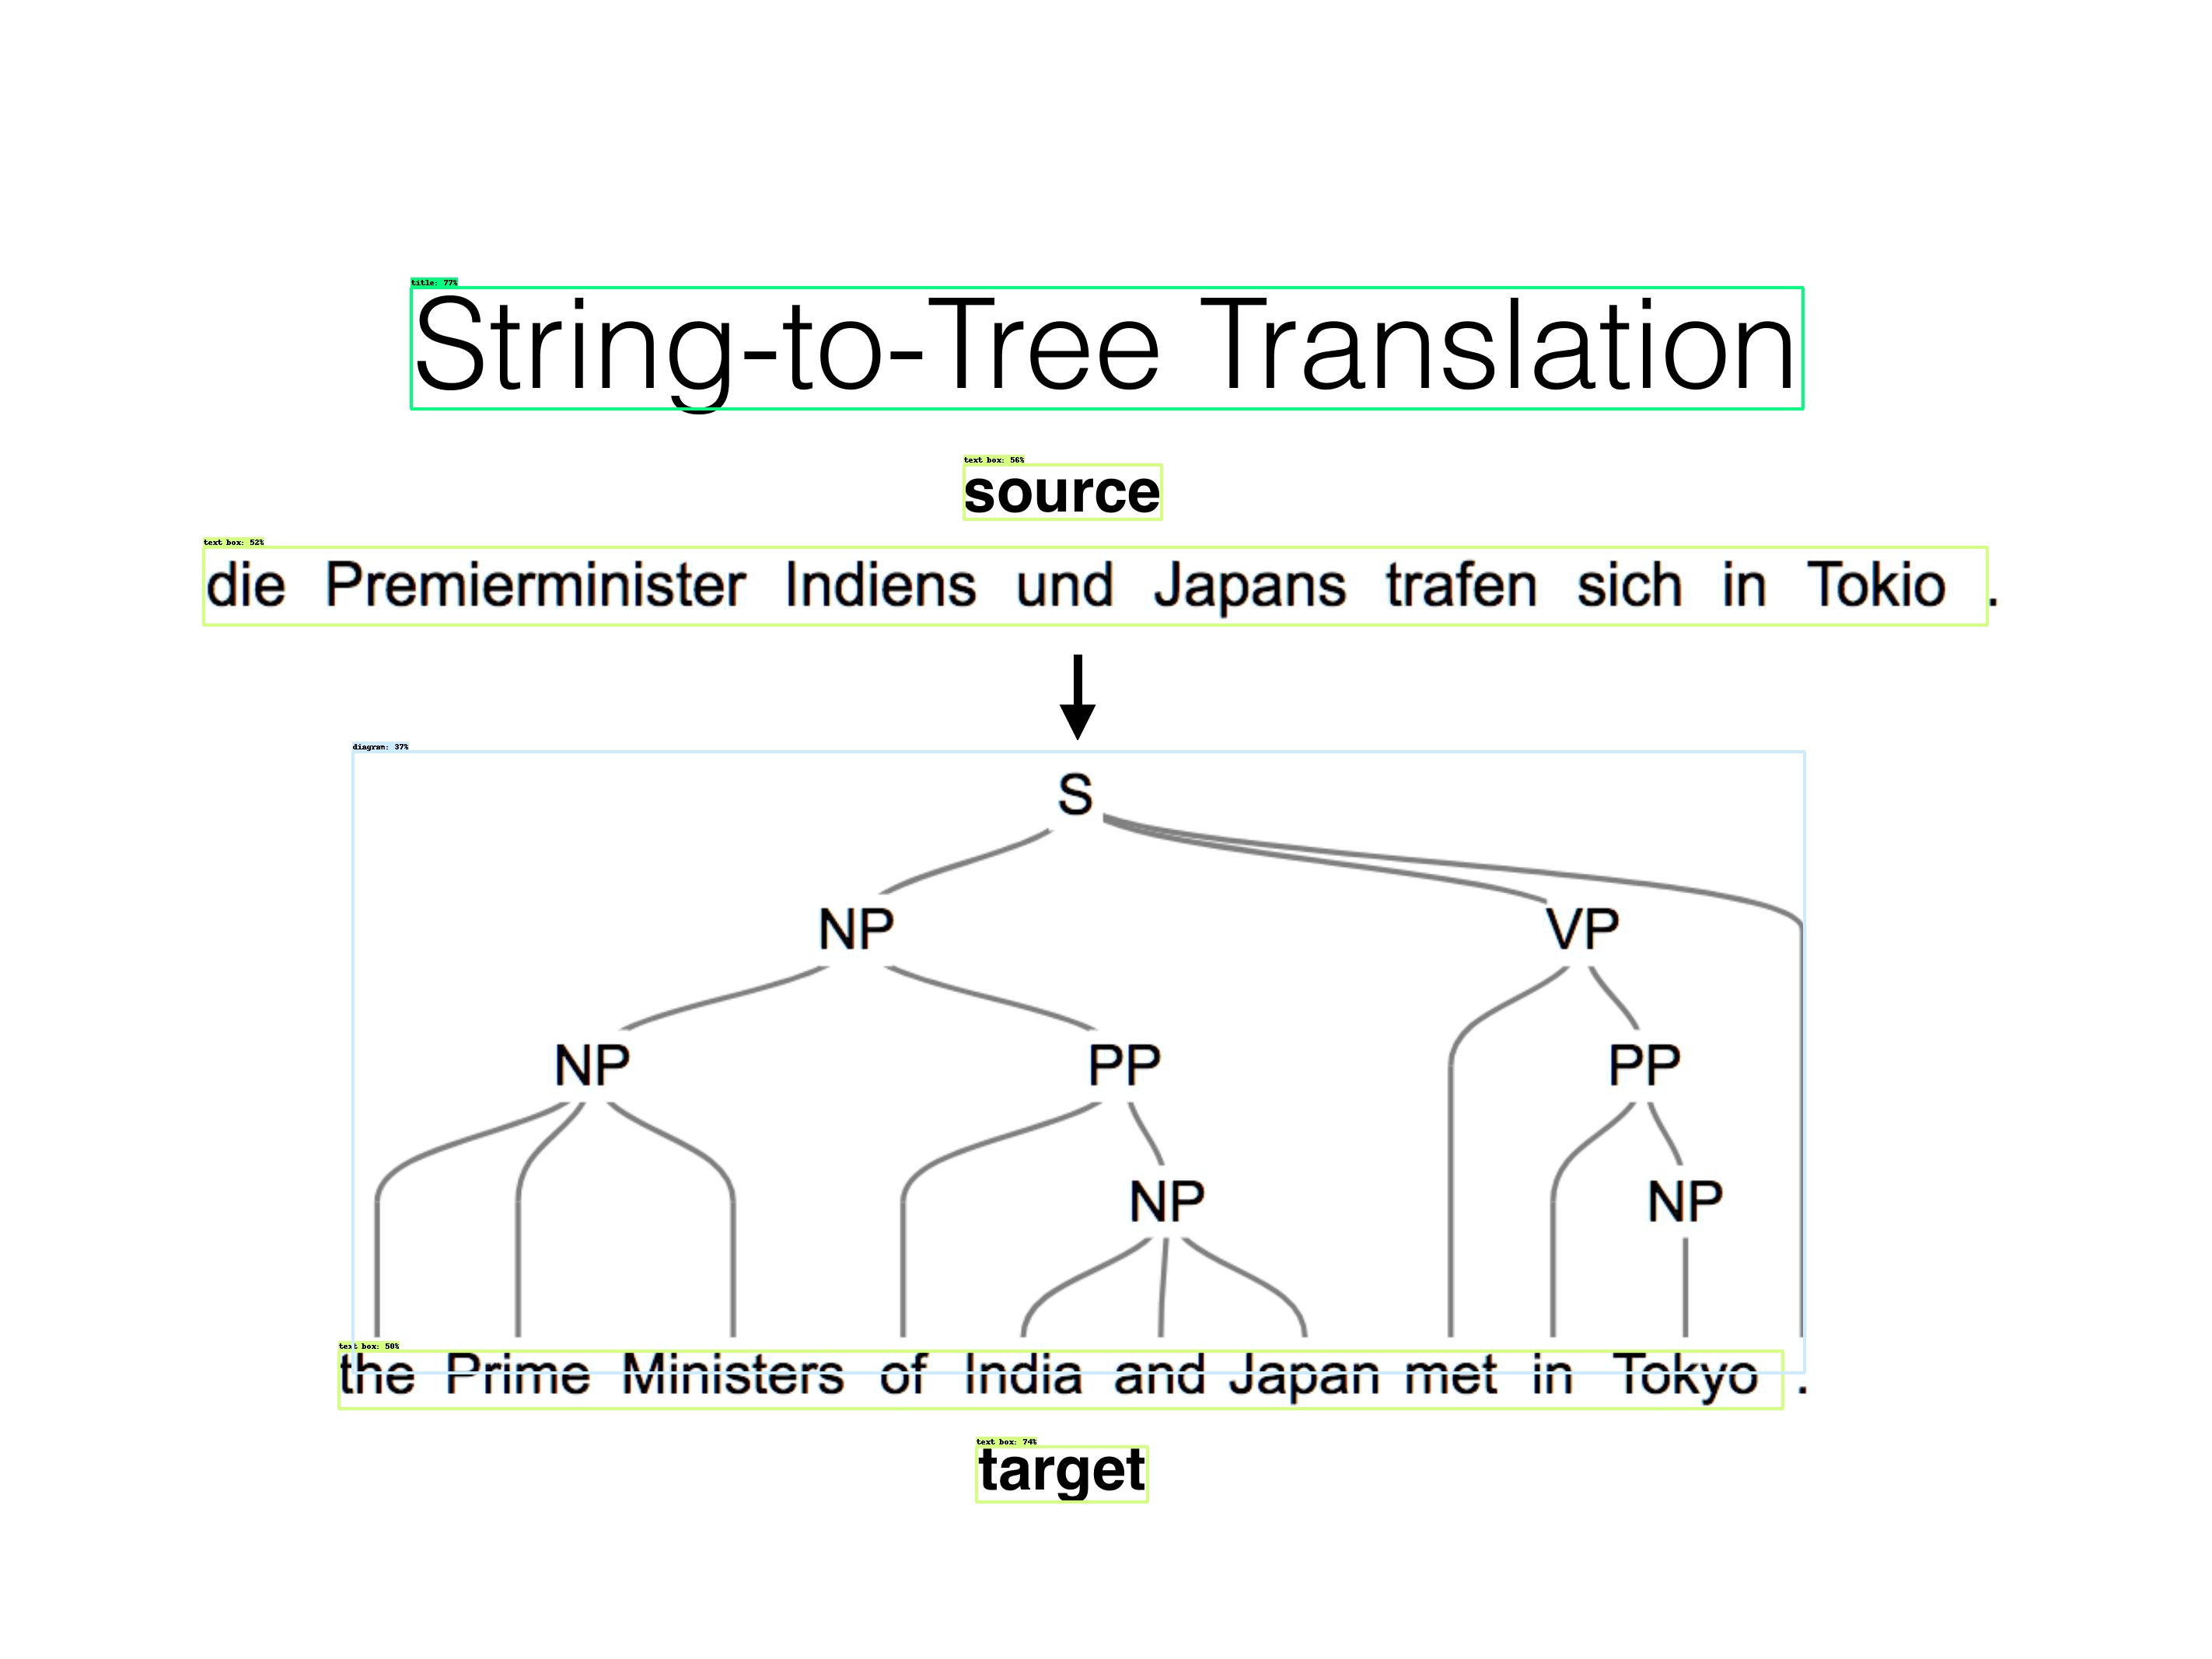 title: 77%
String-to-Tree Translation
text box: 56%
source
text box: 52%
die Premierminister Indiens und Japans trafen sich in Tokio .
diagram: 37%
S
NP VP
NP PP PP
NP NP
text box: 50%
the Prime Ministers of India and Japan met in Tokyo .
text box: 74%
target